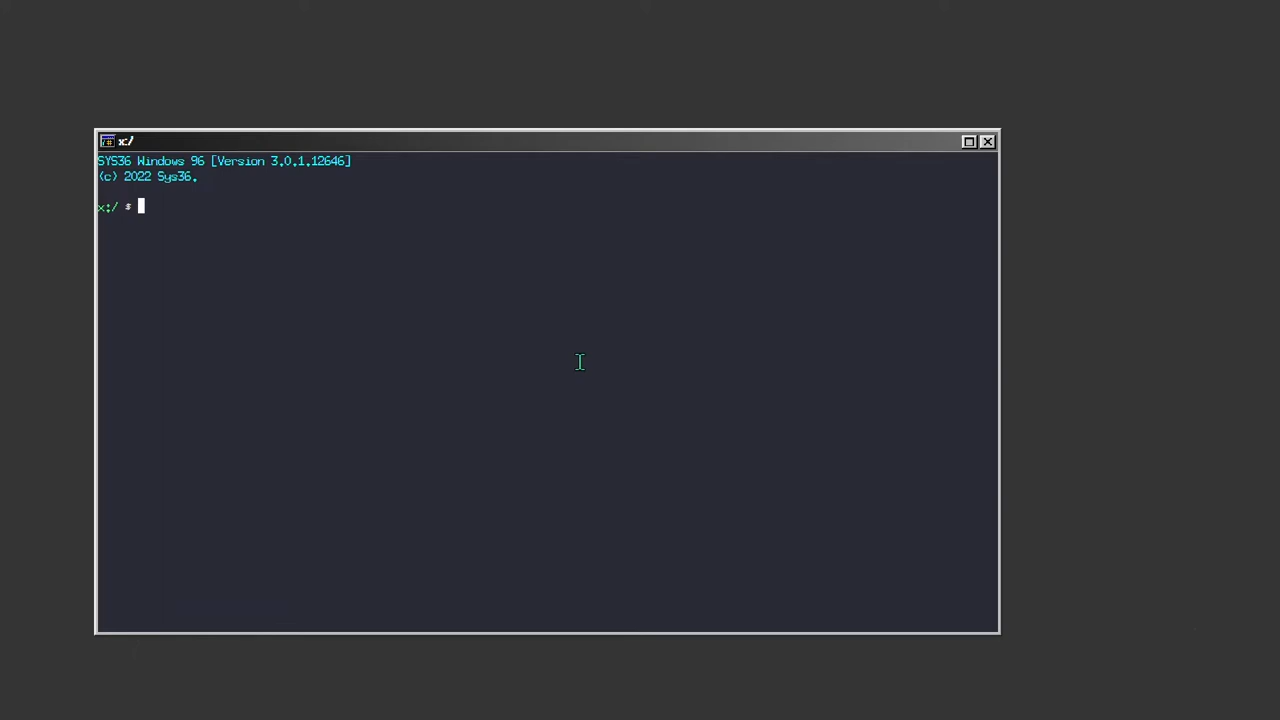 x:/
SYS36 Windows 96 [Version 3.0.1.12646]
(c) 2022 Sys36.
x:/ $